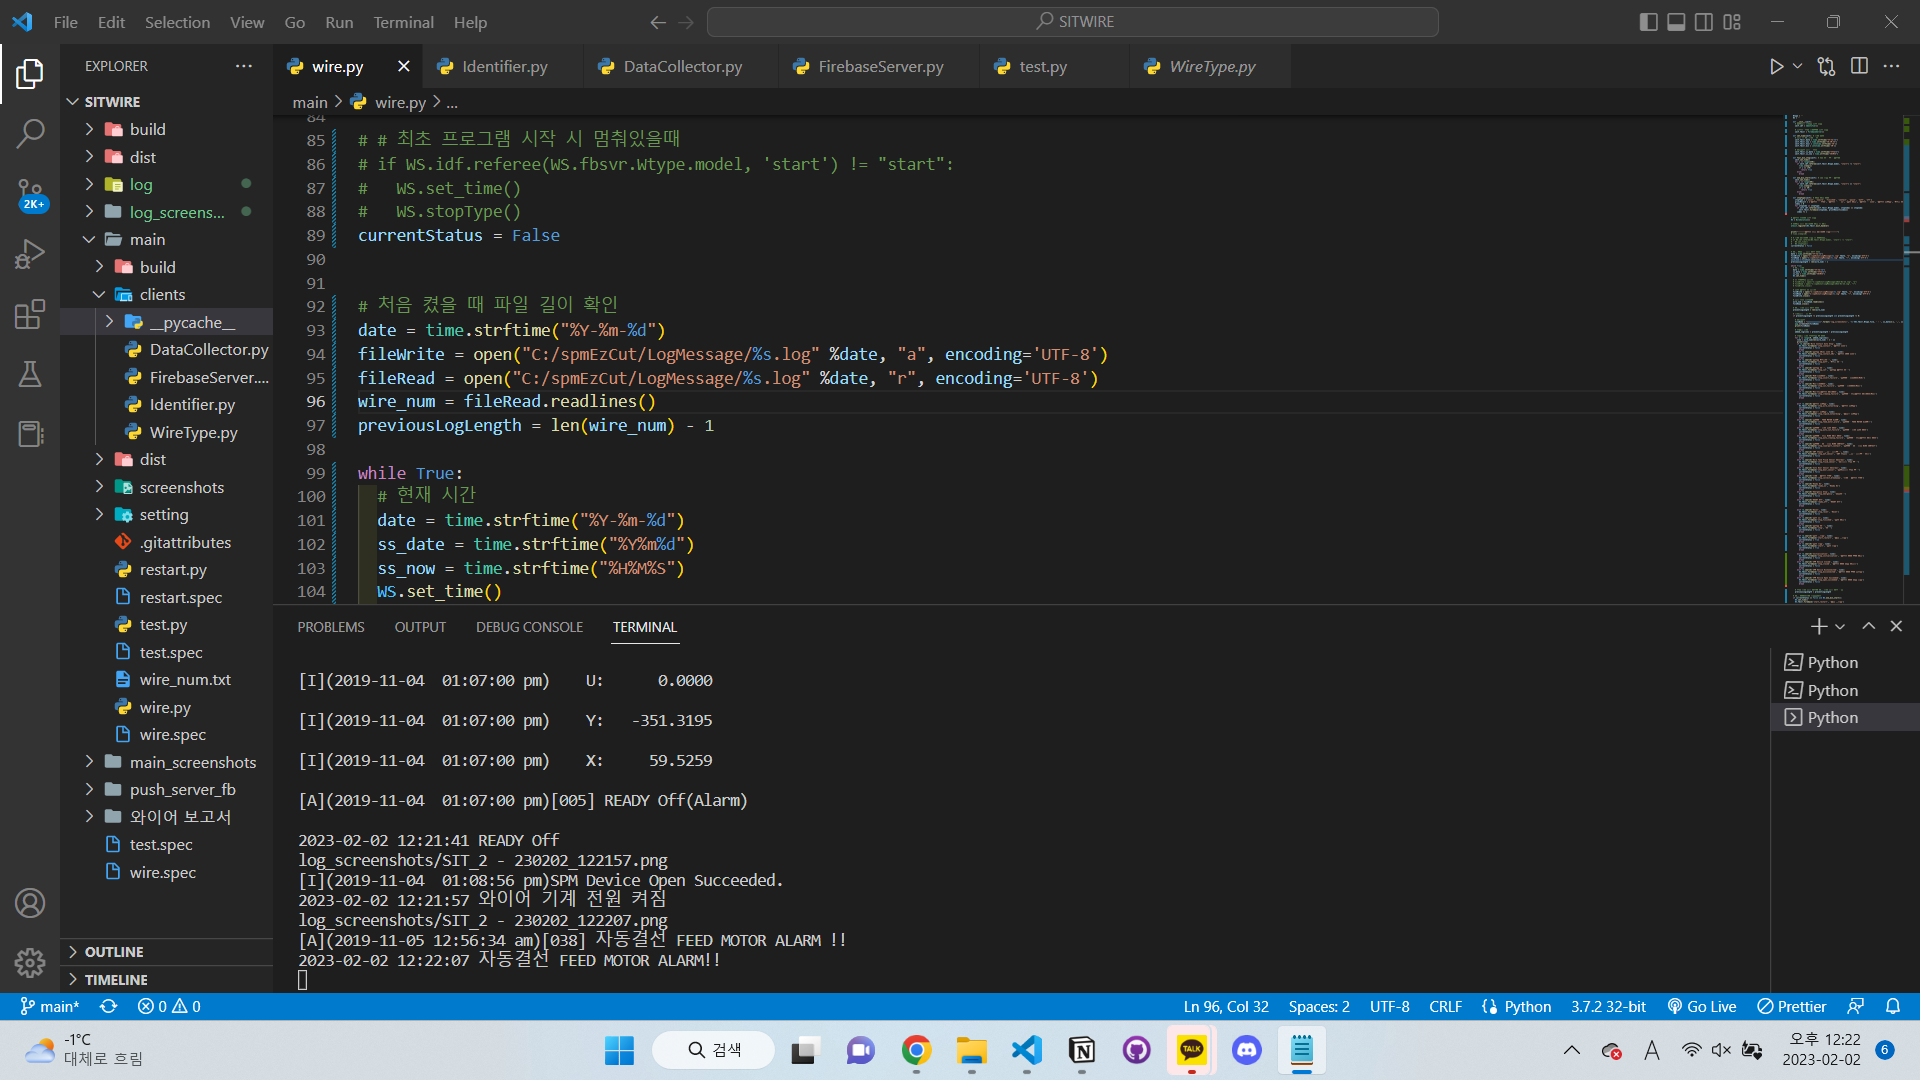 File Edit Selection View Go Run Terminal Help
SITWIRE
EXPLORER
SITWIRE
build
dist
log
log_screens...
main
build
clients
__pycache__
DataCollector.py
FirebaseServer....
Identifier.py
WireType.py
dist
screenshots
setting
.gitattributes
restart.py
restart.spec
test.py
test.spec
wire_num.txt
wire.py
wire.spec
main_screenshots
push_server_fb
와이어 보고서
test.spec
wire.spec
OUTLINE
TIMELINE
2K+
wire.py Identifier.py DataCollector.py FirebaseServer.py test.py WireType.py
main > wire.py > ...
84
85 # # 최초 프로그램 시작 시 멈춰있을때
86 # if WS.idf.referee(WS.fbsvr.Wtype.model, 'start') != "start":
87 #   WS.set_time()
88 #   WS.stopType()
89 currentStatus = False
90
91
92 # 처음 켰을 때 파일 길이 확인
93 date = time.strftime("%Y-%m-%d")
94 fileWrite = open("C:/spmEzCut/LogMessage/%s.log" %date, "a", encoding='UTF-8')
95 fileRead = open("C:/spmEzCut/LogMessage/%s.log" %date, "r", encoding='UTF-8')
96 wire_num = fileRead.readlines()
97 previousLogLength = len(wire_num) - 1
98
99 while True:
100   # 현재 시간
101   date = time.strftime("%Y-%m-%d")
102   ss_date = time.strftime("%Y%m%d")
103   ss_now = time.strftime("%H%M%S")
104   WS.set_time()
PROBLEMS OUTPUT DEBUG CONSOLE TERMINAL
[I](2019-11-04  01:07:00 pm)    U:      0.0000
[I](2019-11-04  01:07:00 pm)    Y:   -351.3195
[I](2019-11-04  01:07:00 pm)    X:     59.5259
[A](2019-11-04  01:07:00 pm)[005] READY Off(Alarm)
2023-02-02 12:21:41 READY Off
log_screenshots/SIT_2 - 230202_122157.png
[I](2019-11-04  01:08:56 pm)SPM Device Open Succeeded.
2023-02-02 12:21:57 와이어 기계 전원 켜짐
log_screenshots/SIT_2 - 230202_122207.png
[A](2019-11-05 12:56:34 am)[038] 자동결선 FEED MOTOR ALARM !!
2023-02-02 12:22:07 자동결선 FEED MOTOR ALARM!!
Python
Python
Python
main* 0 0 Ln 96, Col 32 Spaces: 2 UTF-8 CRLF Python 3.7.2 32-bit Go Live Prettier
-1°C
대체로 흐림
검색
TALK
A
오후 12:22
2023-02-02
6